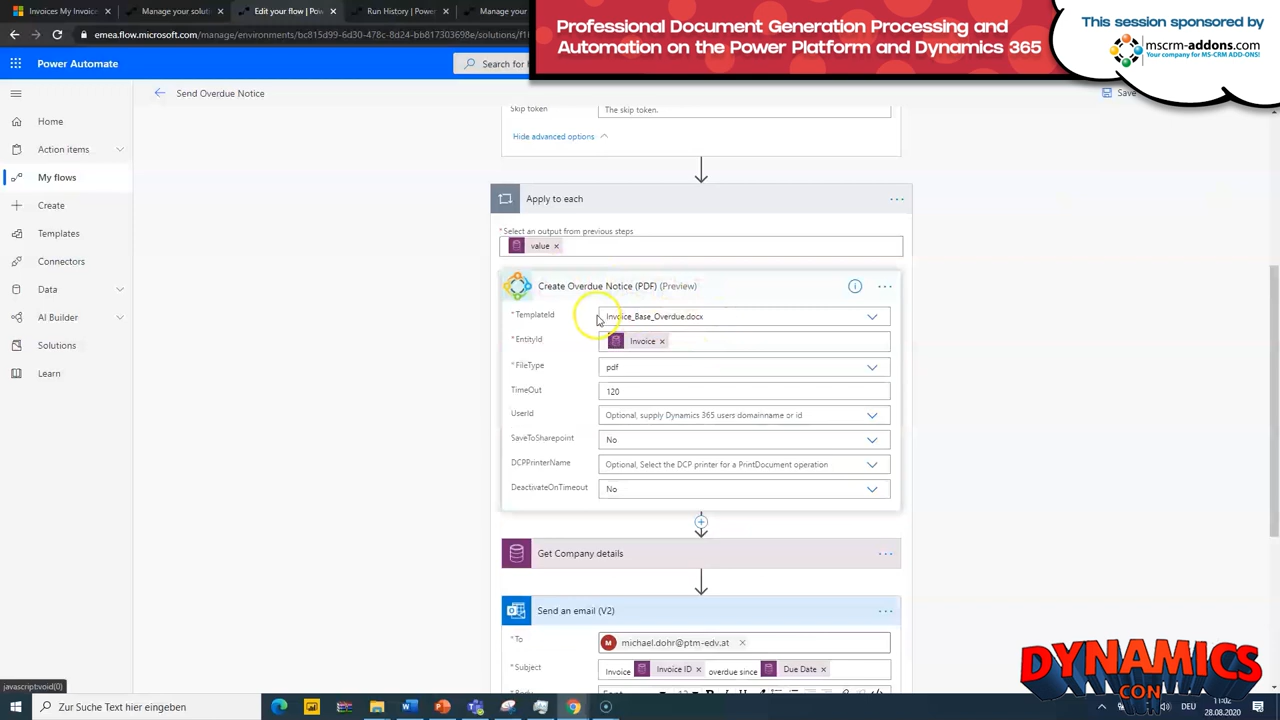 Invoices My Invoices
Manage your soluti
Edit your flow | Pow
Run History | Power
Manage your
Professional Document Generation Processing and
Automation on the Power Platform and Dynamics 365
This session sponsored by
mscrm-addons.com
Your company for MS-CRM ADD-ONS!
emea.flow.microsoft.com/manage/environments/bc815d99-6d30-478c-8d24-bb817303698e/solutions/f1
Power Automate
Search for
Send Overdue Notice
Save
Home
Action items
My flows
Create
Templates
Connectors
Data
AI Builder
Solutions
Learn
Skip token
The skip token.
Hide advanced options
Apply to each
* Select an output from previous steps
value ×
Create Overdue Notice (PDF) (Preview)
* TemplateId
Invoice_Base_Overdue.docx
* EntityId
Invoice ×
* FileType
pdf
TimeOut
120
UserId
Optional, supply Dynamics 365 users domainname or id
SaveToSharepoint
No
DCPPrinterName
Optional, Select the DCP printer for a PrintDocument operation
DeactivateOnTimeout
No
Get Company details
Send an email (V2)
* To
M michael.dohr@ptm-edv.at ×
* Subject
Invoice Invoice ID × overdue since Due Date ×
DYNAMICS
CON
javascript:void(0)
Zur Suche Text hier eingeben
DEU
11:02
28.08.2020